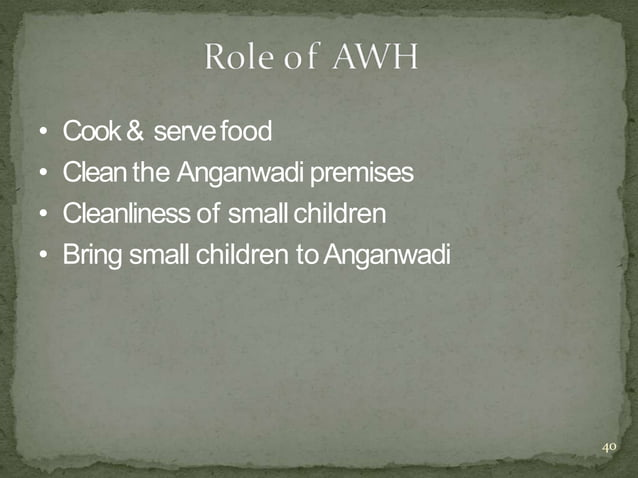 Role of AWH
• Cook & serve food
• Clean the Anganwadi premises
• Cleanliness of small children
• Bring small children to Anganwadi
40